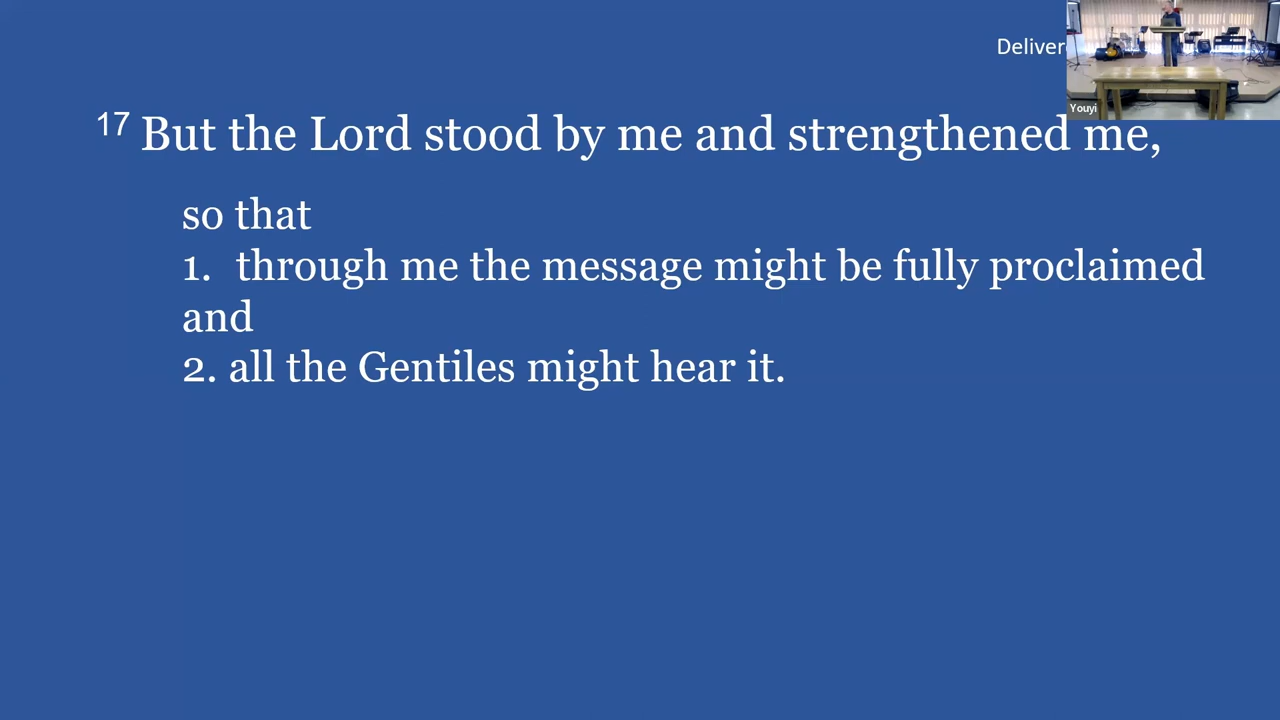 Deliver
Youyi
17 But the Lord stood by me and strengthened me,
so that
1. through me the message might be fully proclaimed
and
2. all the Gentiles might hear it.